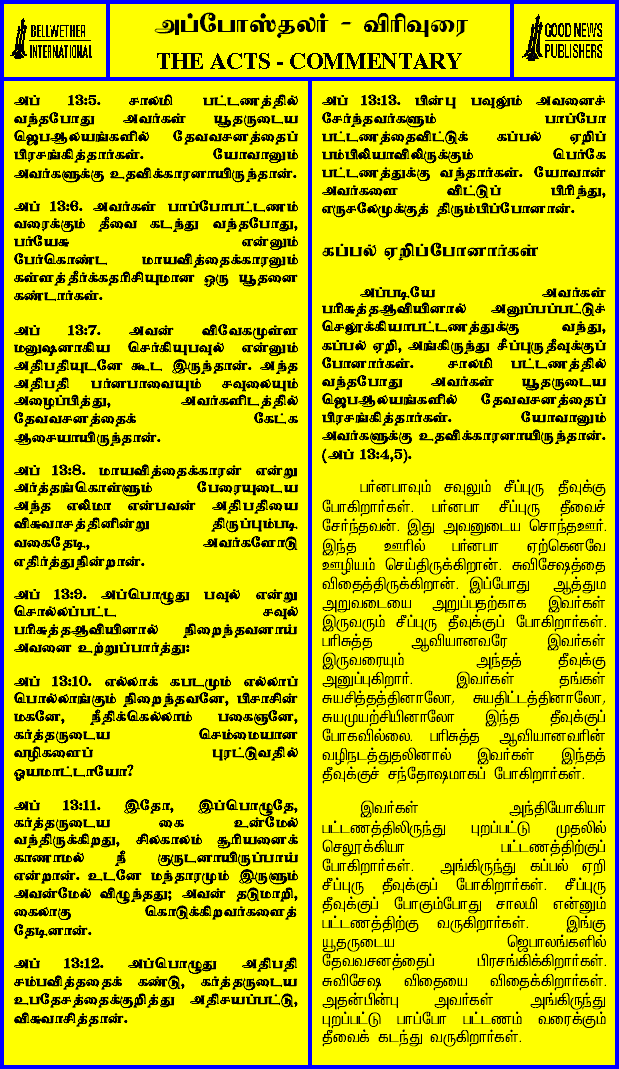 BELLWETHER
INTERNATIONAL
அப்போஸ்தலர் - விரிவுரை
THE ACTS - COMMENTARY
GOOD NEWS
PUBLISHERS
அப் 13:5. சாலமி பட்டணத்தில்
வந்தபோது அவர்கள் யூதருடைய
ஜெபஆலயங்களில் தேவவசனத்தைப்
பிரசங்கித்தார்கள். யோவானும்
அவர்களுக்கு உதவிக்காரனாயிருந்தான்.
அப் 13:6. அவர்கள் பாப்போபட்டணம்
வரைக்கும் தீவை கடந்து வந்தபோது,
பர்யேசு என்னும்
பேர்கொண்ட மாயவித்தைக்காரனும்
கள்ளத்தீர்க்கதரிசியுமான ஒரு யூதனை
கண்டார்கள்.
அப் 13:7. அவன் விவேகமுள்ள
மனுஷனாகிய செர்கியுபவுல் என்னும்
அதிபதியுடனே கூட இருந்தான். அந்த
அதிபதி பர்னபாவையும் சவுலையும்
அழைப்பித்து, அவர்களிடத்தில்
தேவவசனத்தைக் கேட்க
ஆசையாயிருந்தான்.
அப் 13:8. மாயவித்தைக்காரன் என்று
அர்த்தங்கொள்ளும் பேரையுடைய
அந்த எலிமா என்பவன் அதிபதியை
விசுவாசத்தினின்று திருப்பும்படி
வகைதேடி, அவர்களோடு
எதிர்த்துநின்றான்.
அப் 13:9. அப்பொழுது பவுல் என்று
சொல்லப்பட்ட சவுல்
பரிசுத்தஆவியினால் நிறைந்தவனாய்
அவனை உற்றுப்பார்த்து:
அப் 13:10. எல்லாக் கபடமும் எல்லாப்
பொல்லாங்கும் நிறைந்தவனே, பிசாசின்
மகனே, நீதிக்கெல்லாம் பகைஞனே,
கர்த்தருடைய செம்மையான
வழிகளைப் புரட்டுவதில்
ஓயமாட்டாயோ?
அப் 13:11. இதோ, இப்பொழுதே,
கர்த்தருடைய கை உன்மேல்
வந்திருக்கிறது, சிலகாலம் சூரியனைக்
காணாமல் நீ குருடனாயிருப்பாய்
என்றான். உடனே மந்தாரமும் இருளும்
அவன்மேல் விழுந்தது; அவன் தடுமாறி,
கைலாகு கொடுக்கிறவர்களைத்
தேடினான்.
அப் 13:12. அப்பொழுது அதிபதி
சம்பவித்ததைக் கண்டு, கர்த்தருடைய
உபதேசத்தைக்குறித்து அதிசயப்பட்டு,
விசுவாசித்தான்.
அப் 13:13. பின்பு பவுலும் அவனைச்
சேர்ந்தவர்களும் பாப்போ
பட்டணத்தைவிட்டுக் கப்பல் ஏறிப்
பம்பிலியாவிலிருக்கும் பெர்கே
பட்டணத்துக்கு வந்தார்கள். யோவான்
அவர்களை விட்டுப் பிரிந்து,
எருசலேமுக்குத் திரும்பிப்போனான்.
கப்பல் ஏறிப்போனார்கள்
அப்படியே அவர்கள்
பரிசுத்தஆவியினால் அனுப்பப்பட்டுச்
செலூக்கியாபட்டணத்துக்கு வந்து,
கப்பல் ஏறி, அங்கிருந்து சீப்புருதீவுக்குப்
போனார்கள். சாலமி பட்டணத்தில்
வந்தபோது அவர்கள் யூதருடைய
ஜெபஆலயங்களில் தேவவசனத்தைப்
பிரசங்கித்தார்கள். யோவானும்
அவர்களுக்கு உதவிக்காரனாயிருந்தான்.
(அப் 13:4,5).
பர்னபாவும் சவுலும் சீப்புரு தீவுக்கு
போகிறார்கள். பர்னபா சீப்புரு தீவைச்
சேர்ந்தவன். இது அவனுடைய சொந்தஊர்.
இந்த ஊரில் பர்னபா ஏற்கெனவே
ஊழியம் செய்திருக்கிறான். சுவிசேஷத்தை
விதைத்திருக்கிறான். இப்போது ஆத்தும
அறுவடையை அறுப்பதற்காக இவர்கள்
இருவரும் சீப்புரு தீவுக்குப் போகிறார்கள்.
பரிசுத்த ஆவியானவரே இவர்கள்
இருவரையும் அந்தத் தீவுக்கு
அனுப்புகிறார். இவர்கள் தங்கள்
சுயசித்தத்தினாலோ, சுயதிட்டத்தினாலோ,
சுயமுயற்சியினாலோ இந்த தீவுக்குப்
போகவில்லை. பரிசுத்த ஆவியானவரின்
வழிநடத்துதலினால் இவர்கள் இந்தத்
தீவுக்குச் சந்தோஷமாகப் போகிறார்கள்.
இவர்கள் அந்தியோகியா
பட்டணத்திலிருந்து புறப்பட்டு முதலில்
செலூக்கியா பட்டணத்திற்குப்
போகிறார்கள். அங்கிருந்து கப்பல் ஏறி
சீப்புரு தீவுக்குப் போகிறார்கள். சீப்புரு
தீவுக்குப் போகும்போது சாலமி என்னும்
பட்டணத்திற்கு வருகிறார்கள். இங்கு
யூதருடைய ஜெபாலங்களில்
தேவவசனத்தைப் பிரசங்கிக்கிறார்கள்.
சுவிசேஷ விதையை விதைக்கிறார்கள்.
அதன்பின்பு அவர்கள் அங்கிருந்து
புறப்பட்டு பாப்போ பட்டணம் வரைக்கும்
தீவைக் கடந்து வருகிறார்கள்.